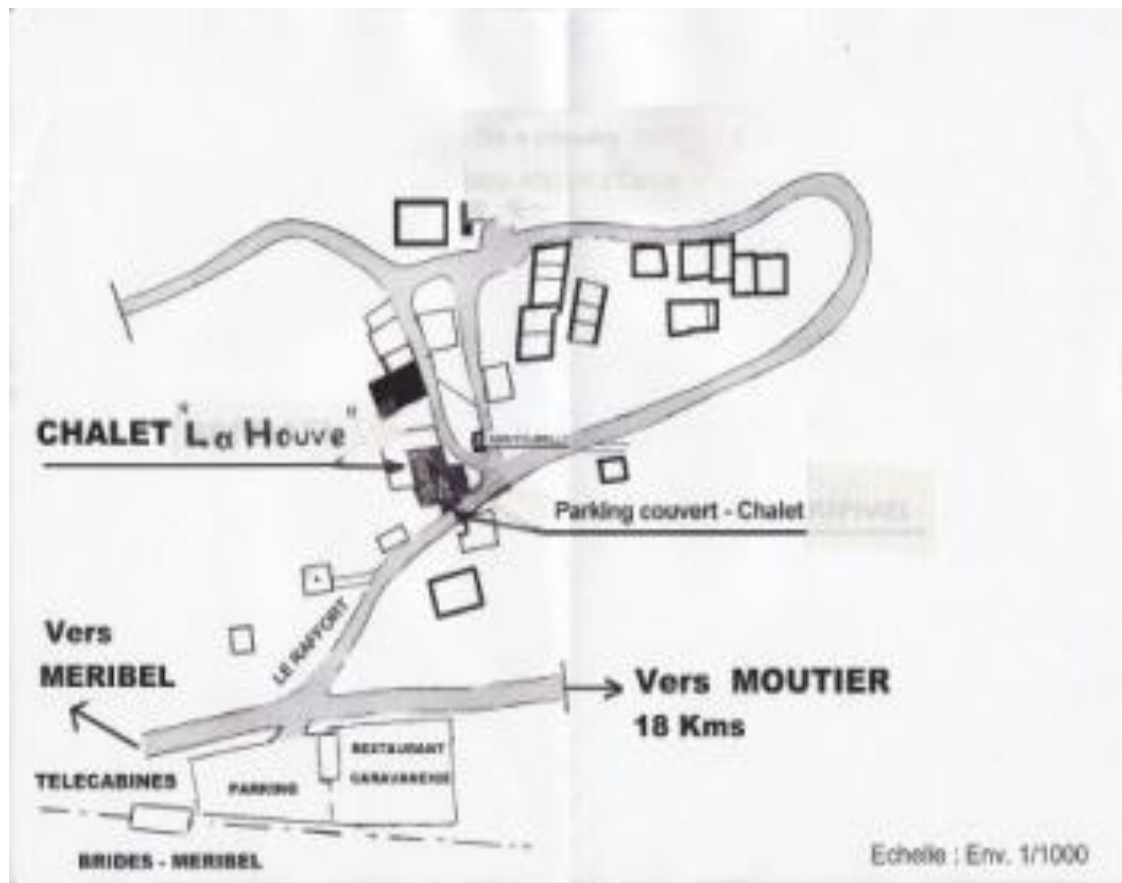 CHALET "La Houve"
Parking couvert - Chalet
LE RAFFORT
Vers
MERIBEL
Vers MOUTIER
18 Kms
RESTAURANT
CARAVANEIGE
TELECABINES
PARKING
BRIDES - MERIBEL
Echelle : Env. 1/1000